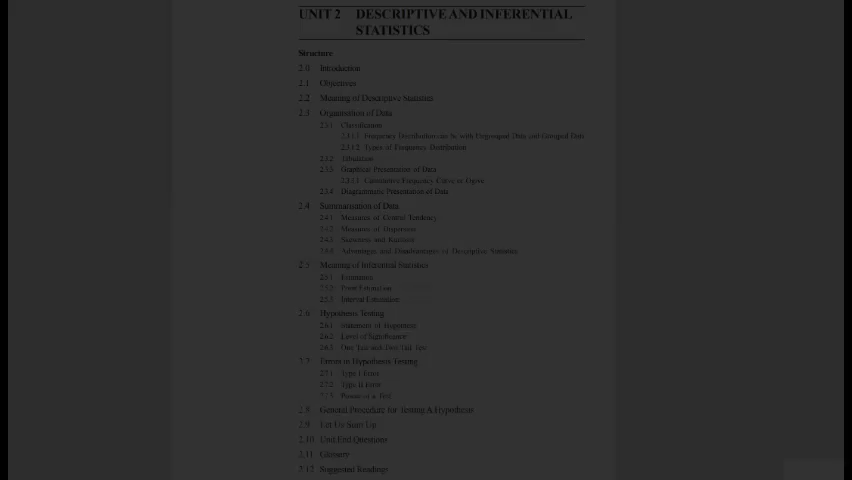 UNIT 2 DESCRIPTIVE AND INFERENTIAL
STATISTICS
Structure
2.0 Introduction
2.1 Objectives
2.2 Meaning of Descriptive Statistics
2.3 Organisation of Data
2.3.1 Classification
2.3.1.1 Frequency Distribution can be with Ungrouped Data and Grouped Data
2.3.1.2 Types of Frequency Distribution
2.3.2 Tabulation
2.3.3 Graphical Presentation of Data
2.3.3.1 Cumulative Frequency Curve or Ogive
2.3.4 Diagrammatic Presentation of Data
2.4 Summarisation of Data
2.4.1 Measures of Central Tendency
2.4.2 Measures of Dispersion
2.4.3 Skewness and Kurtosis
2.4.4 Advantages and Disadvantages of Descriptive Statistics
2.5 Meaning of Inferential Statistics
2.5.1 Estimation
2.5.2 Point Estimation
2.5.3 Interval Estimation
2.6 Hypothesis Testing
2.6.1 Statement of Hypothesis
2.6.2 Level of Significance
2.6.3 One Tail and Two Tail Test
2.7 Errors in Hypothesis Testing
2.7.1 Type I Error
2.7.2 Type II Error
2.7.3 Power of a Test
2.8 General Procedure for Testing A Hypothesis
2.9 Let Us Sum Up
2.10 Unit End Questions
2.11 Glossary
2.12 Suggested Readings